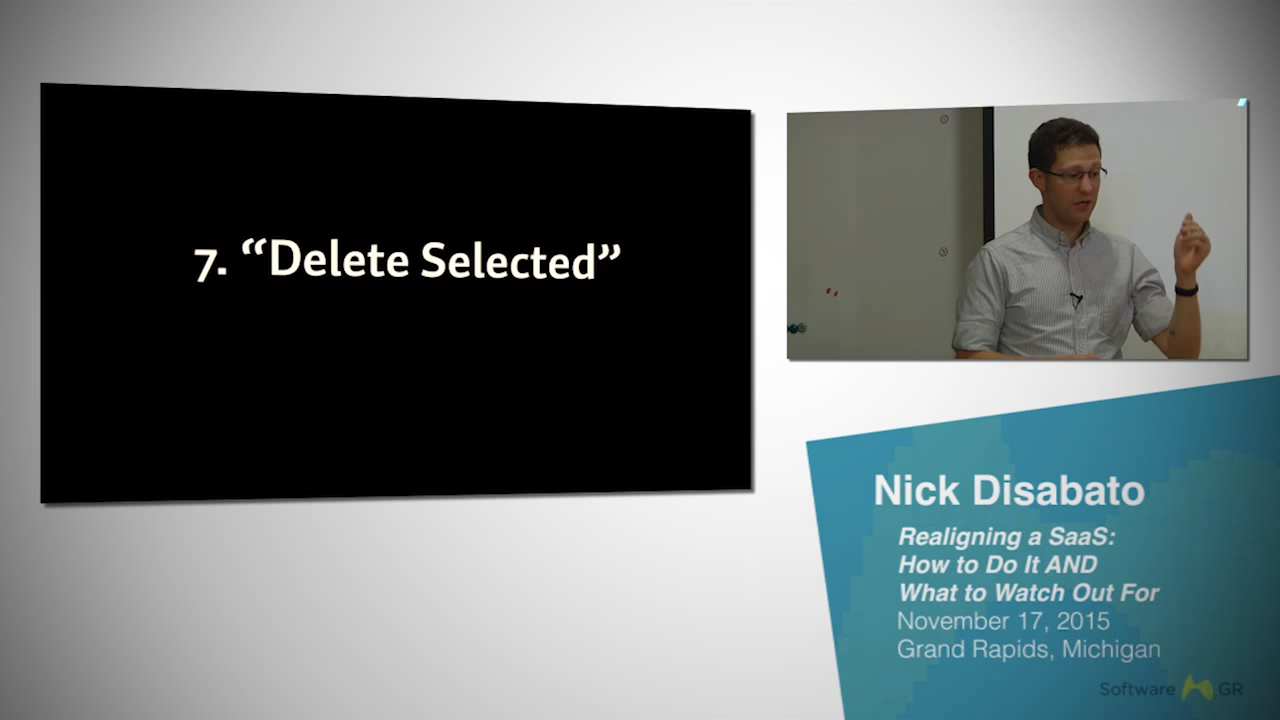 7. “Delete Selected”
Nick Disabato
Realigning a SaaS:
How to Do It AND
What to Watch Out For
November 17, 2015
Grand Rapids, Michigan
Software GR